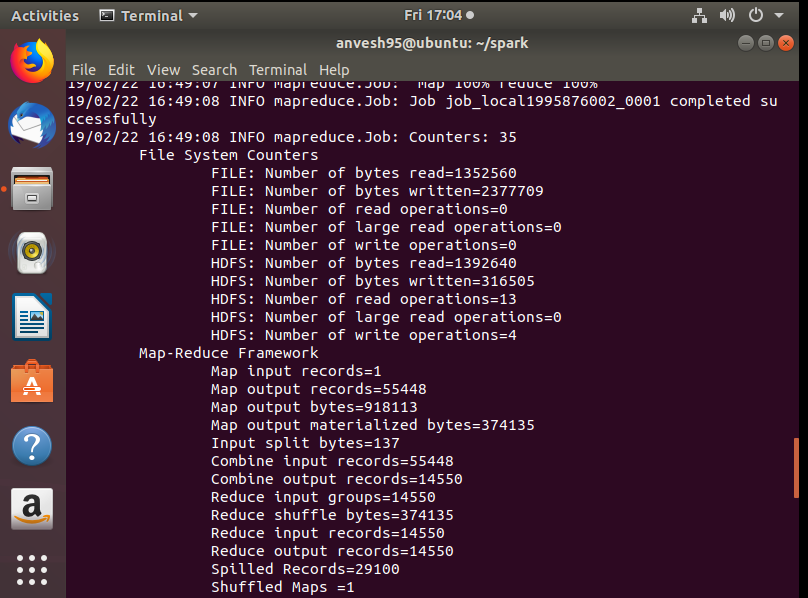 Activities Terminal Fri 17:04
anvesh95@ubuntu: ~/spark
File Edit View Search Terminal Help
19/02/22 16:49:07 INFO mapreduce.Job:  map 100% reduce 100%
19/02/22 16:49:08 INFO mapreduce.Job: Job job_local1995876002_0001 completed su
ccessfully
19/02/22 16:49:08 INFO mapreduce.Job: Counters: 35
File System Counters
FILE: Number of bytes read=1352560
FILE: Number of bytes written=2377709
FILE: Number of read operations=0
FILE: Number of large read operations=0
FILE: Number of write operations=0
HDFS: Number of bytes read=1392640
HDFS: Number of bytes written=316505
HDFS: Number of read operations=13
HDFS: Number of large read operations=0
HDFS: Number of write operations=4
Map-Reduce Framework
Map input records=1
Map output records=55448
Map output bytes=918113
Map output materialized bytes=374135
Input split bytes=137
Combine input records=55448
Combine output records=14550
Reduce input groups=14550
Reduce shuffle bytes=374135
Reduce input records=14550
Reduce output records=14550
Spilled Records=29100
Shuffled Maps =1